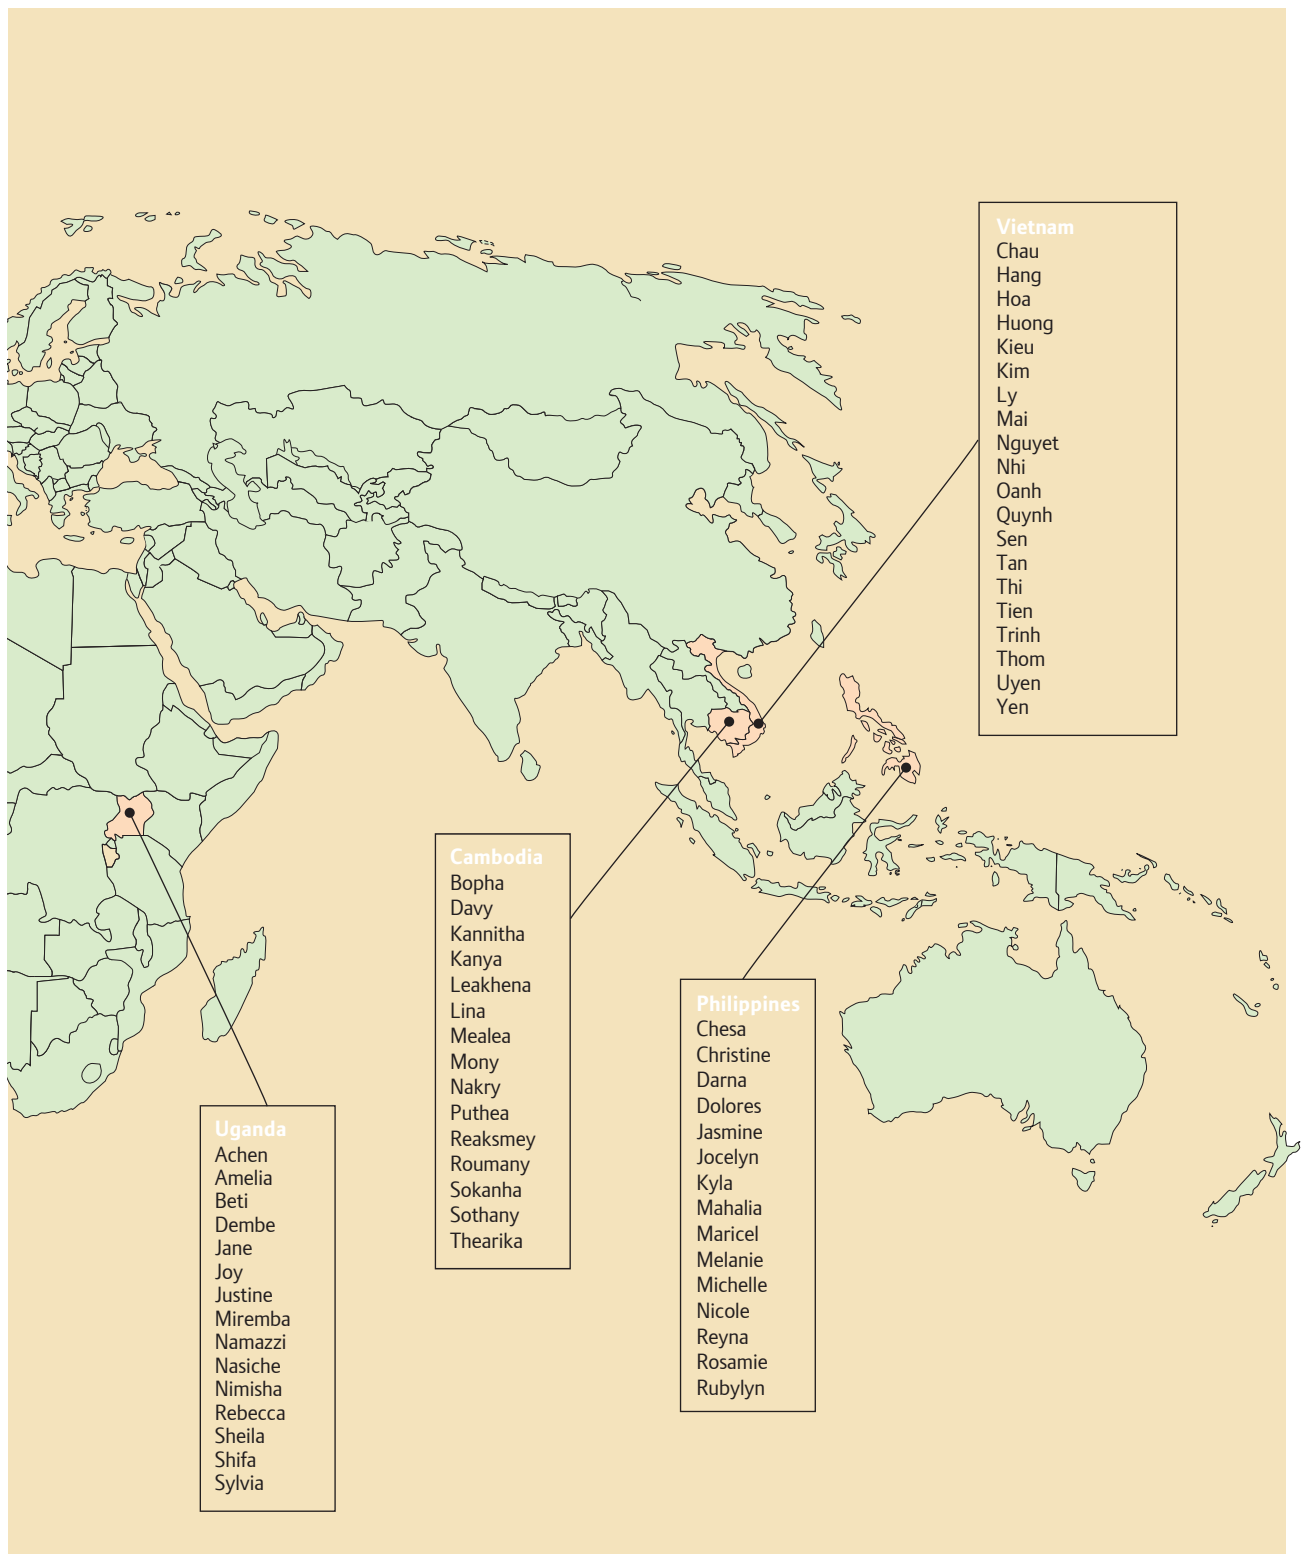 Vietnam
Chau
Hang
Hoa
Huong
Kieu
Kim
Ly
Mai
Nguyet
Nhi
Oanh
Quynh
Sen
Tan
Thi
Tien
Trinh
Thom
Uyen
Yen
Cambodia
Bopha
Davy
Kannitha
Kanya
Leakhena
Lina
Mealea
Mony
Nakry
Puthea
Reaksmey
Roumany
Sokanha
Sothany
Thearika
Philippines
Chesa
Christine
Darna
Dolores
Jasmine
Jocelyn
Kyla
Mahalia
Maricel
Melanie
Michelle
Nicole
Reyna
Rosamie
Rubylyn
Uganda
Achen
Amelia
Beti
Dembe
Jane
Joy
Justine
Miremba
Namazzi
Nasiche
Nimisha
Rebecca
Sheila
Shifa
Sylvia